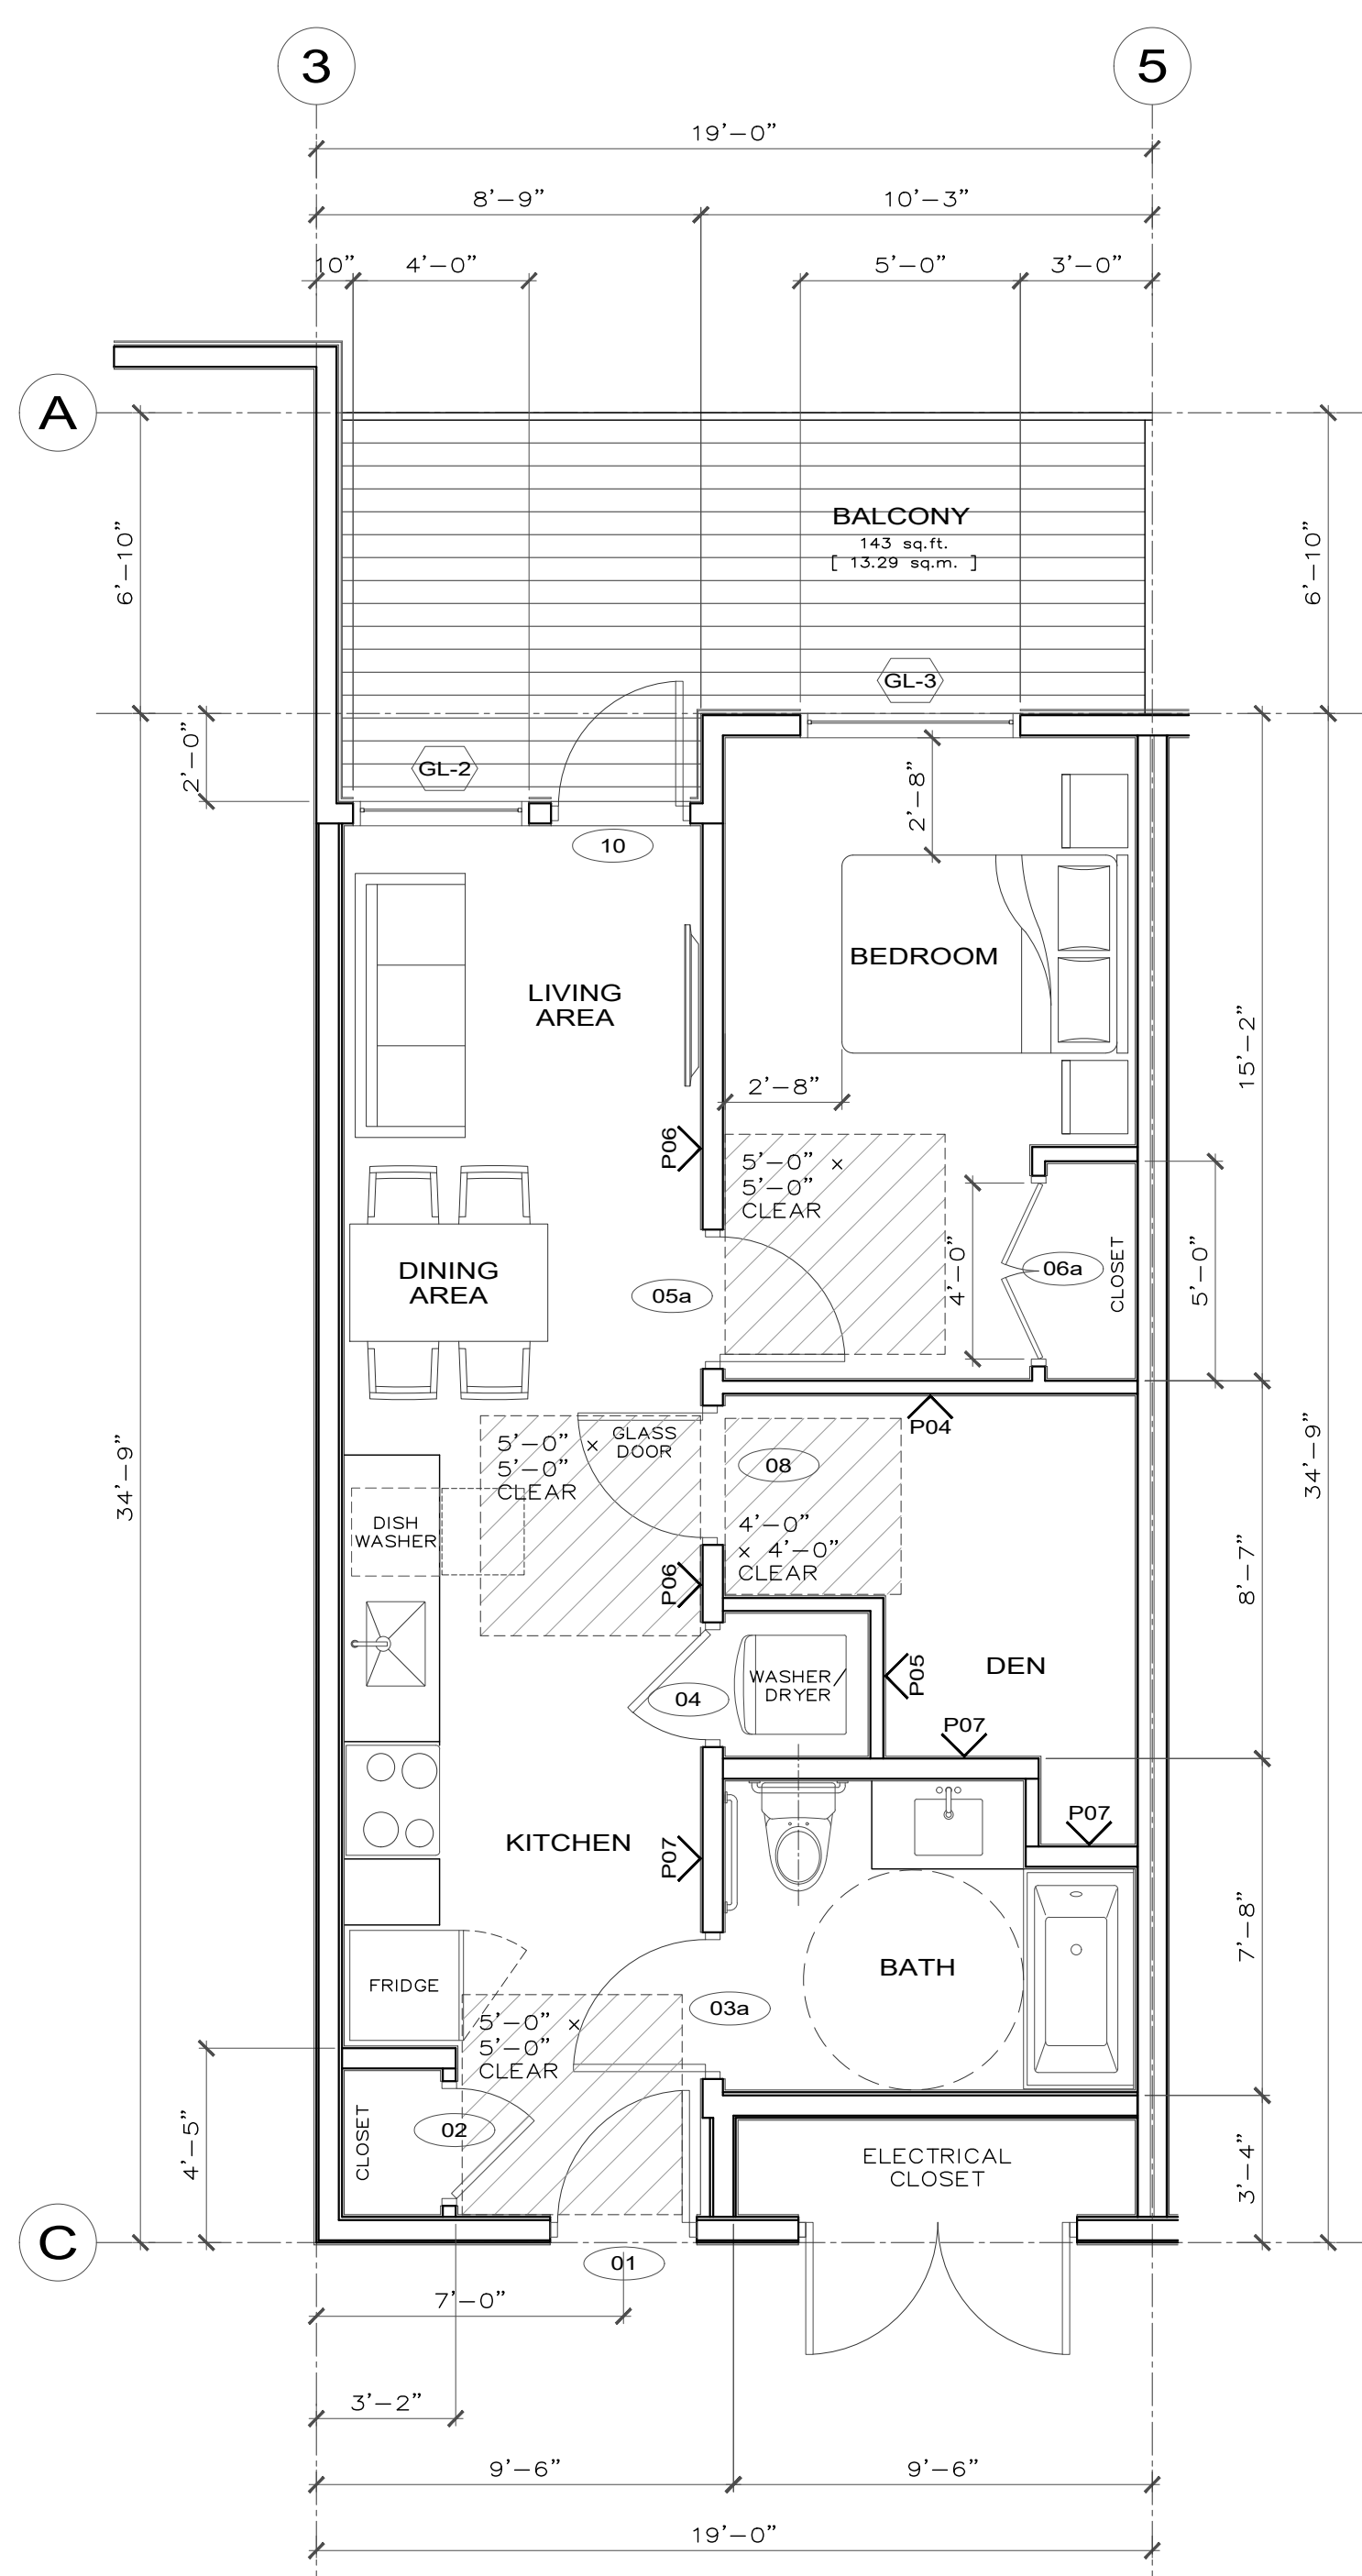 3
5
19’–0”
8’–9”
10’–3”
10”
4’–0”
5’–0”
3’–0”
A
BALCONY
143 sq.ft.
[ 13.29 sq.m. ]
6’–10”
6’–10”
GL-3
2’–0”
GL-2
2’–8”
10
BEDROOM
LIVING
AREA
15’–2”
2’–8”
P06
5’–0” ×
5’–0”
CLEAR
DINING
AREA
05a
4’–0”
06a
CLOSET
5’–0”
P04
GLASS
DOOR
5’–0” ×
5’–0”
CLEAR
08
34’–9”
34’–9”
DISH
WASHER
4’–0”
× 4’–0”
CLEAR
P06
8’–7”
WASHER/
DRYER
P05
DEN
04
P07
P07
KITCHEN
P07
BATH
7’–8”
FRIDGE
03a
5’–0” ×
5’–0”
CLEAR
CLOSET
02
4’–5”
ELECTRICAL
CLOSET
3’–4”
C
01
7’–0”
3’–2”
9’–6”
9’–6”
19’–0”